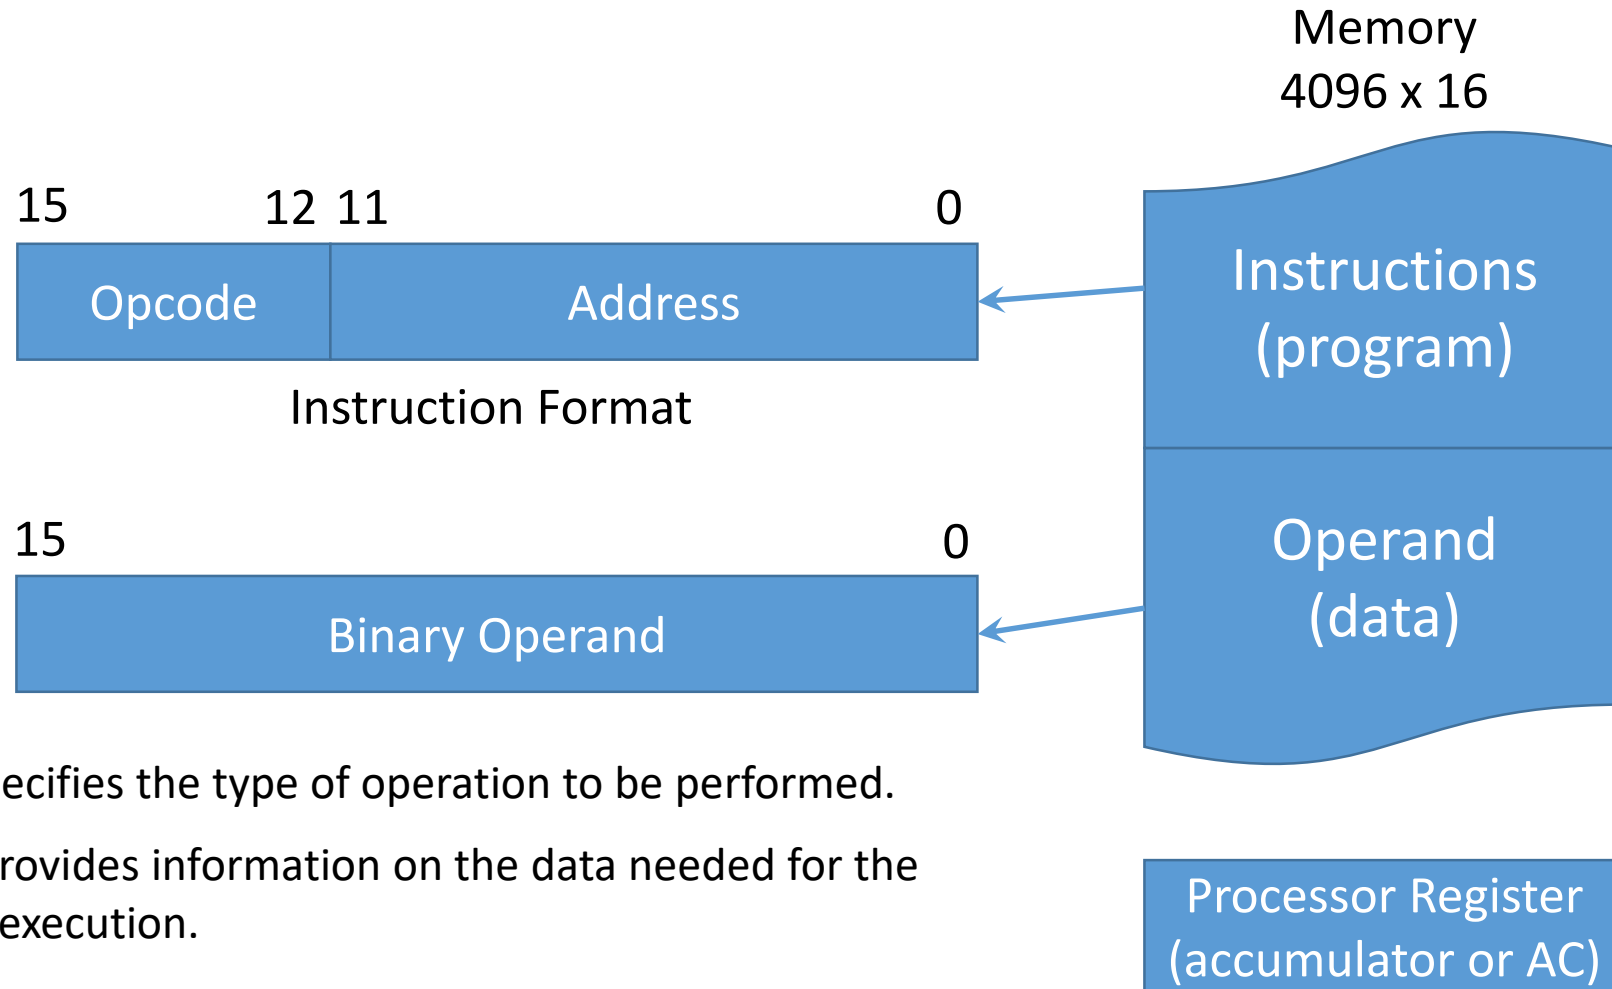 Memory
4096 x 16
15 12 11 0
Opcode Address
Instruction Format
Instructions
(program)
15 0
Binary Operand
Operand
(data)
ecifies the type of operation to be performed.
rovides information on the data needed for the
execution.
Processor Register
(accumulator or AC)